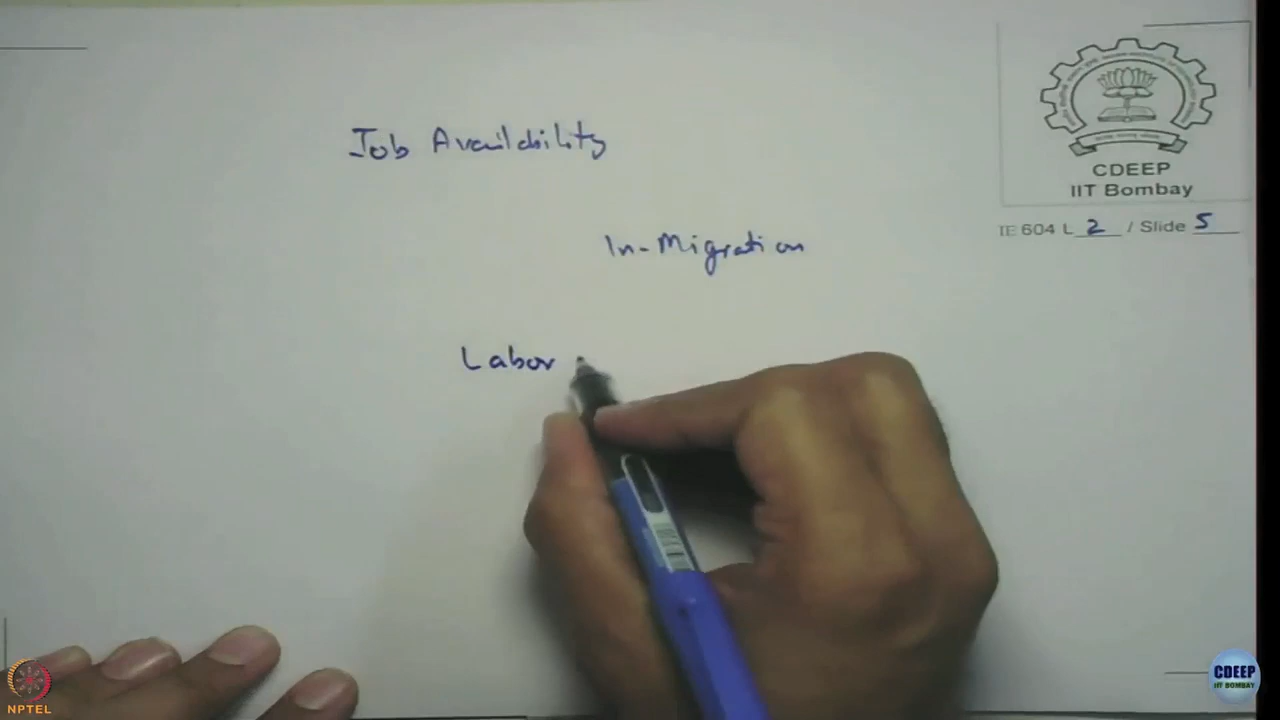 Job Availability
In-Migration
Labor
CDEEP
IIT Bombay
IE 604 L 2 / Slide 5
NPTEL
CDEEP
IIT BOMBAY